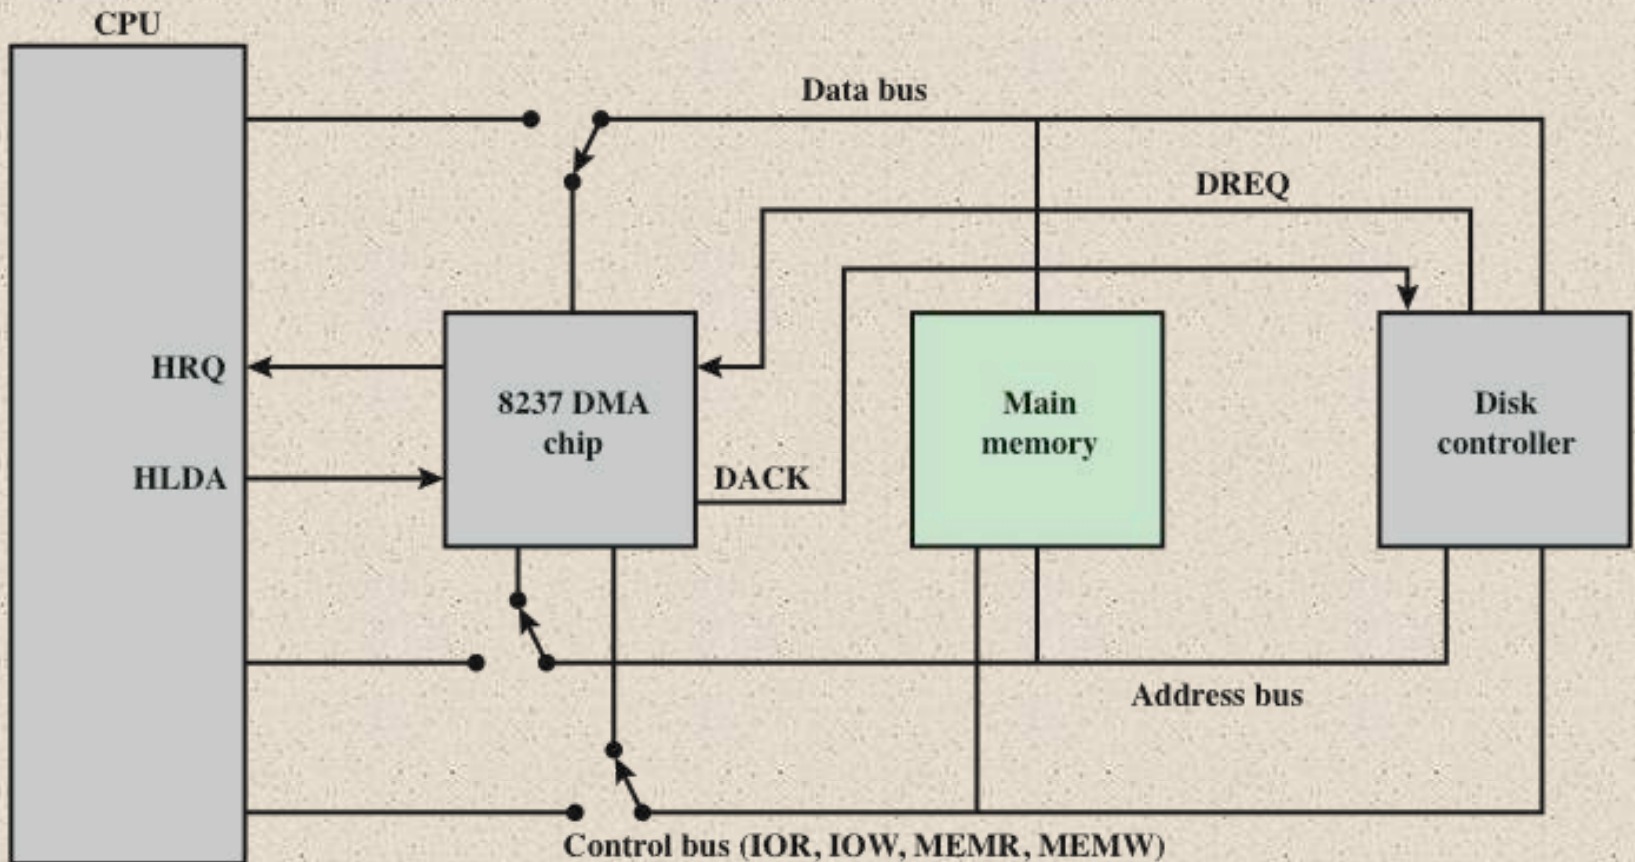 CPU
Data bus
DREQ
HRQ
8237 DMA
chip
Main
memory
Disk
controller
HLDA
DACK
Address bus
Control bus (IOR, IOW, MEMR, MEMW)